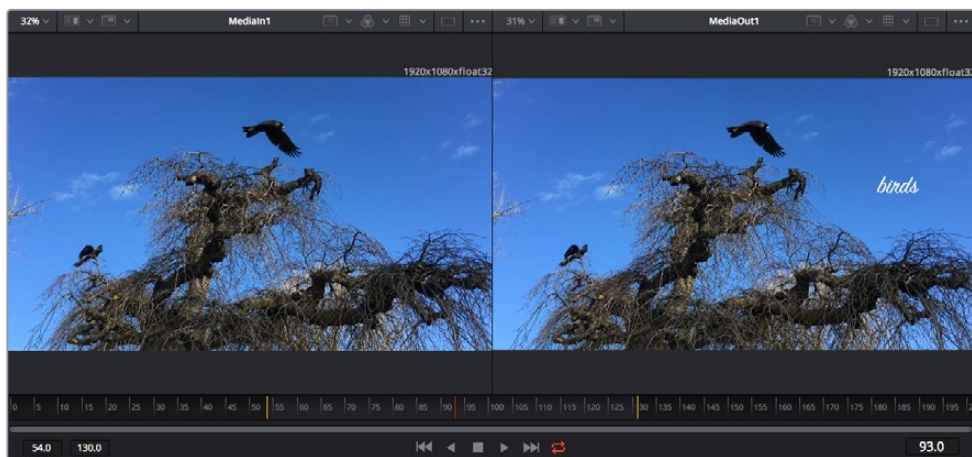 32% MediaIn1 31% MediaOut1
1920x1080xfloat32 1920x1080xfloat32
birds
0 5 10 15 20 25 30 35 40 45 50 55 60 65 70 75 80 85 90 95 100 105 110 115 120 125 130 135 140 145 150 155 160 165 170 175 180 185 190 195
54.0 130.0 93.0